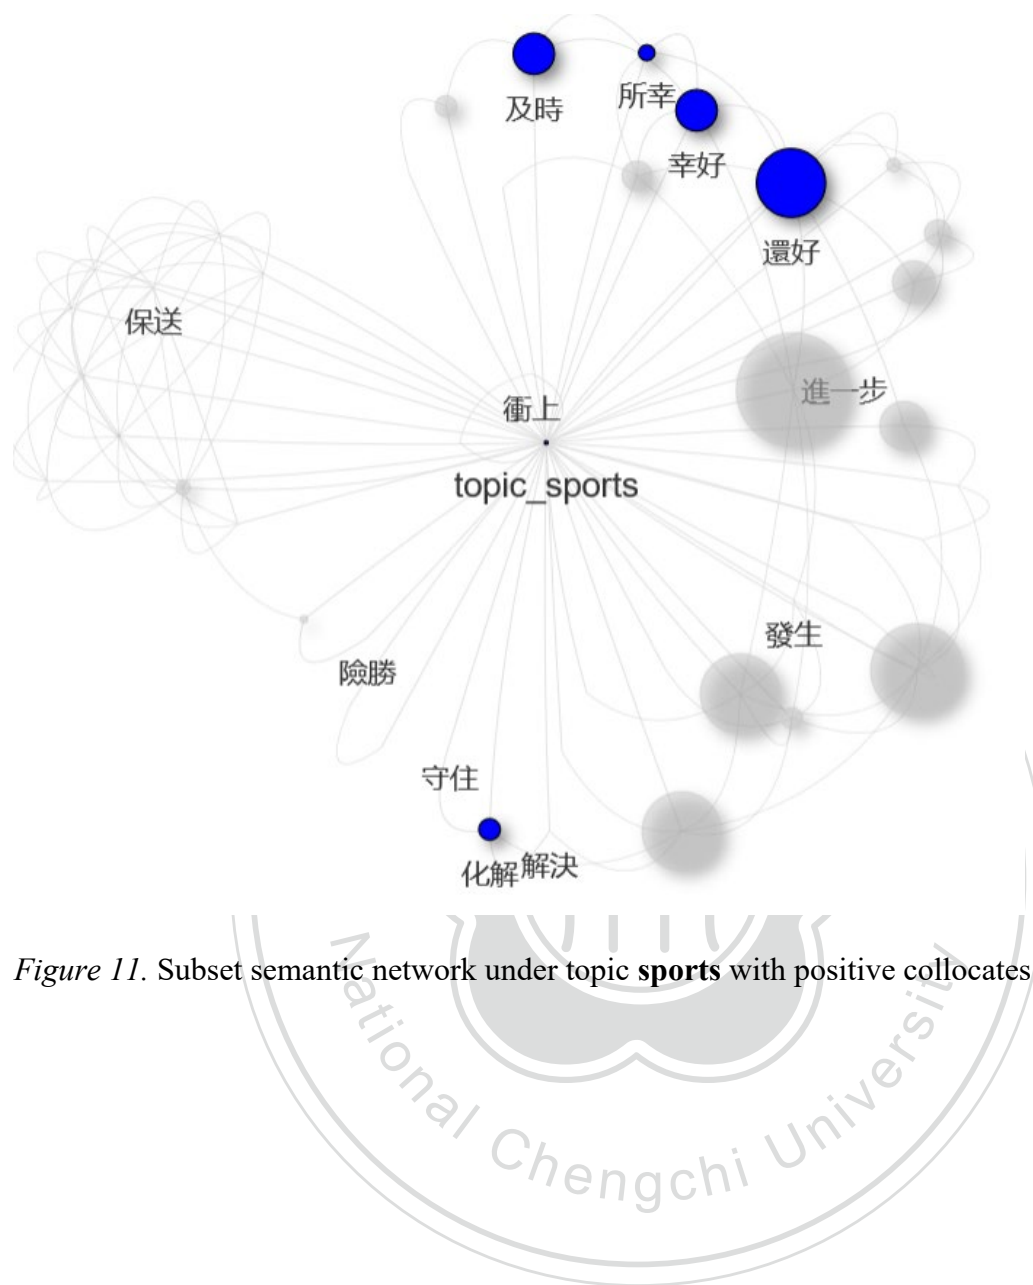 所幸
及時
幸好
還好
保送
進一步
衝上
topic_sports
發生
險勝
守住
化解 解決
Figure 11. Subset semantic network under topic sports with positive collocates
National Chengchi University